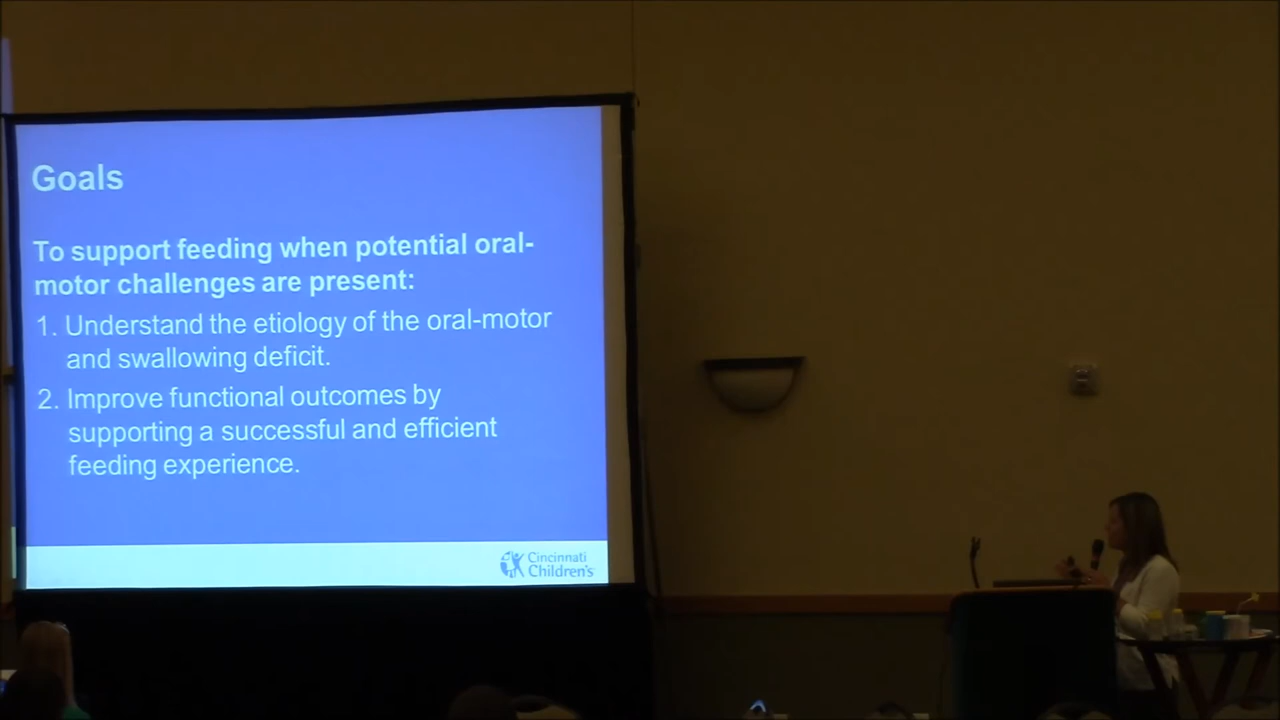 Goals
To support feeding when potential oral-
motor challenges are present:
1. Understand the etiology of the oral-motor
and swallowing deficit.
2. Improve functional outcomes by
supporting a successful and efficient
feeding experience.
Cincinnati
Children's